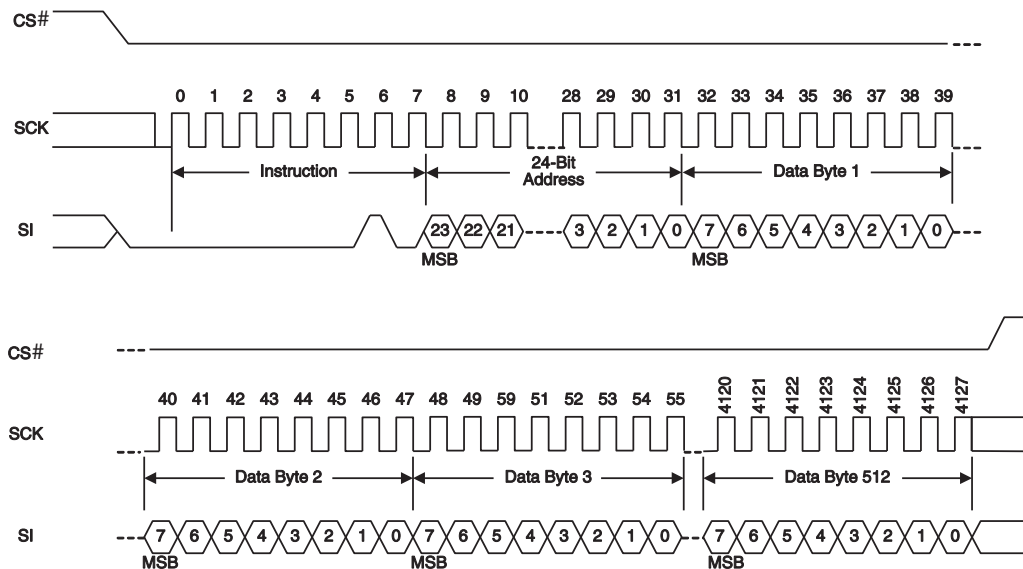 CS#
0 1 2 3 4 5 6 7 8 9 10 28 29 30 31 32 33 34 35 36 37 38 39
SCK
Instruction 24-Bit Address Data Byte 1
SI 23 22 21 3 2 1 0 7 6 5 4 3 2 1 0
MSB MSB
CS#
40 41 42 43 44 45 46 47 48 49 59 51 52 53 54 55 4120 4121 4122 4123 4124 4125 4126 4127
SCK
Data Byte 2 Data Byte 3 Data Byte 512
SI 7 6 5 4 3 2 1 0 7 6 5 4 3 2 1 0 7 6 5 4 3 2 1 0
MSB MSB MSB